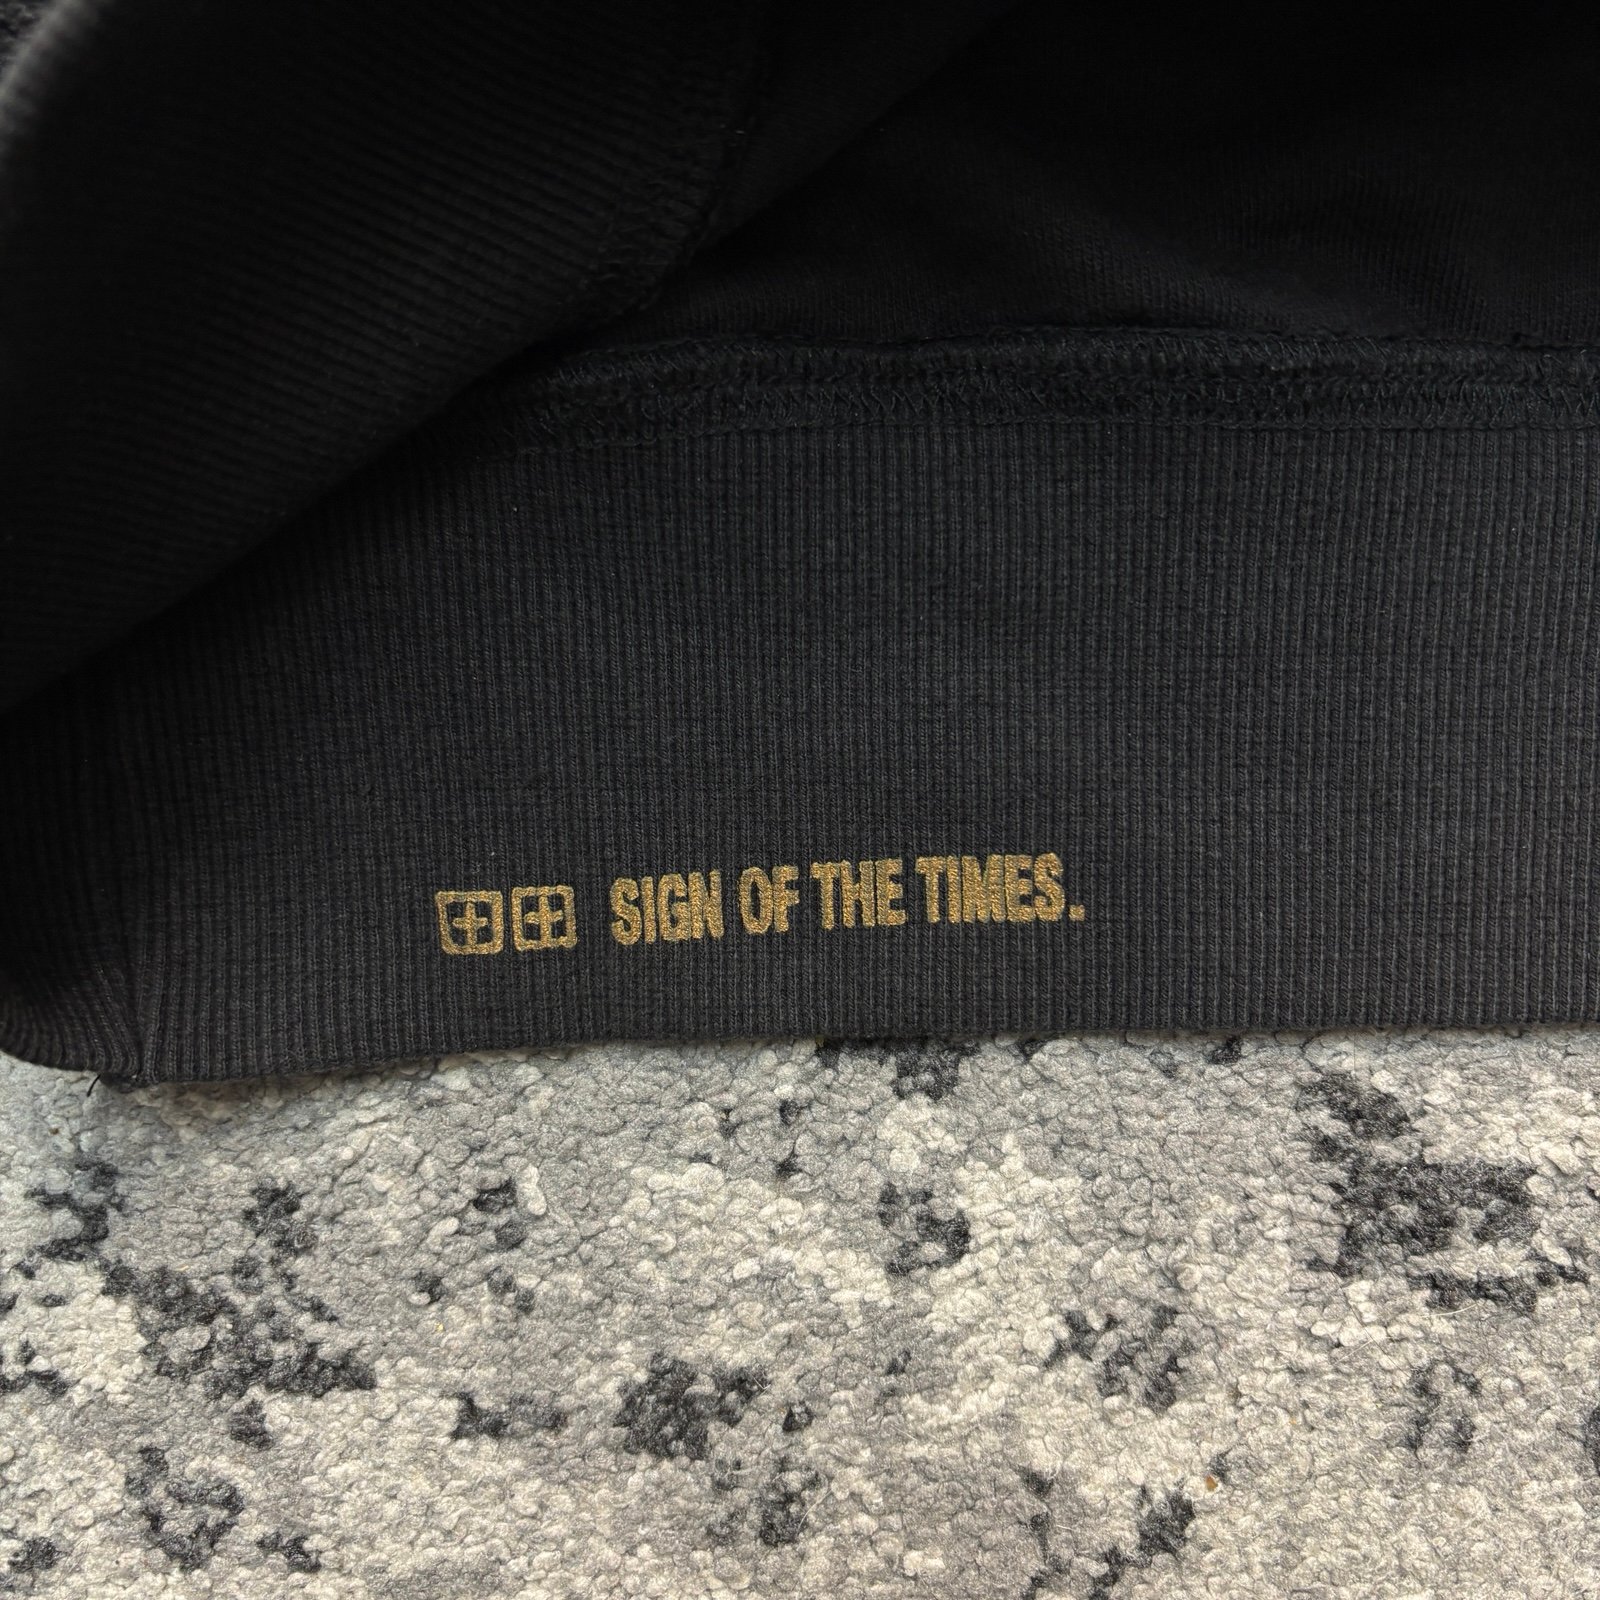 SIGN OF THE TIMES.